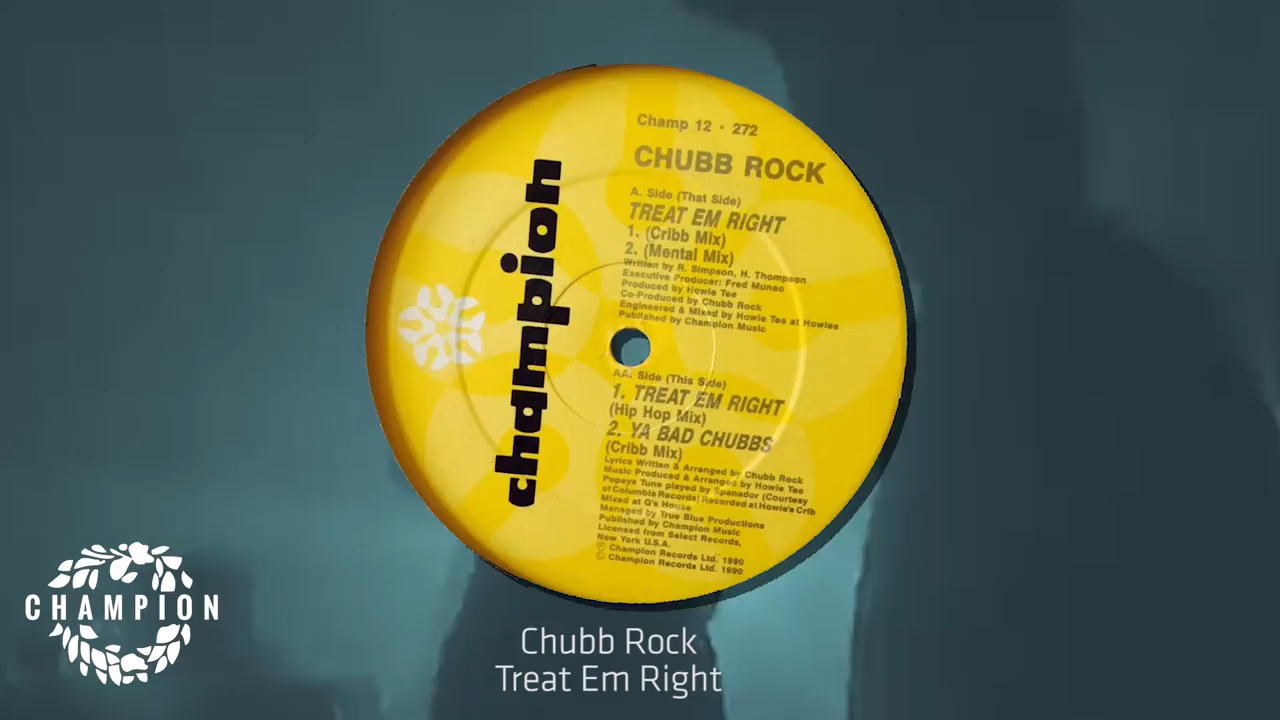 Champ 12 · 272
CHUBB ROCK
A. Side (That Side)
TREAT EM RIGHT
1. (Cribb Mix)
2. (Mental Mix)
Written by R. Simpson, H. Thompson
Executive Producer: Fred Munao
Produced by Howie Tee
Co-Produced by Chubb Rock
Engineered & Mixed by Howie Tee at Howies
Published by Champion Music
champion
AA. Side (This Side)
1. TREAT EM RIGHT
(Hip Hop Mix)
2. YA BAD CHUBBS
(Cribb Mix)
Lyrics Written & Arranged by Chubb Rock
Music Produced & Arranged by Howie Tee
Popeye Tune played by Spanador (Courtesy
of Columbia Records) Recorded at Howie's Crib
Mixed at Q's House
Managed by True Blue Productions
Published by Champion Music
Licensed from Select Records,
New York U.S.A.
Ⓟ Champion Records Ltd. 1990
© Champion Records Ltd. 1990
CHAMPION
Chubb Rock
Treat Em Right